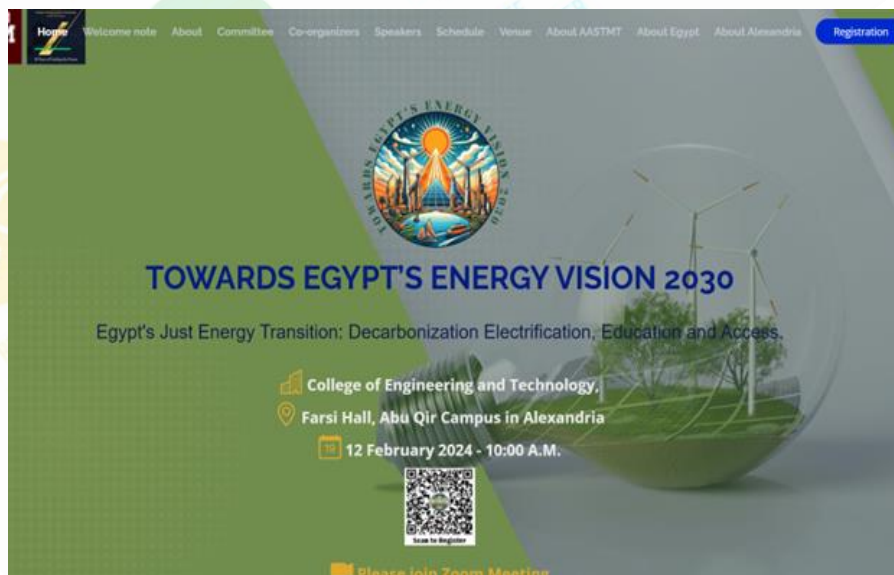 Home Welcome note About Committee Co-organizers Speakers Schedule Venue About AASTMT About Egypt About Alexandria Registration
TOWARDS EGYPT'S ENERGY VISION 2030
TOWARDS EGYPT'S ENERGY VISION 2030
Egypt's Just Energy Transition: Decarbonization Electrification, Education and Access.
College of Engineering and Technology,
Farsi Hall, Abu Qir Campus in Alexandria
19
12 February 2024 - 10:00 A.M.
Scan to Register
Please join Zoom Meeting